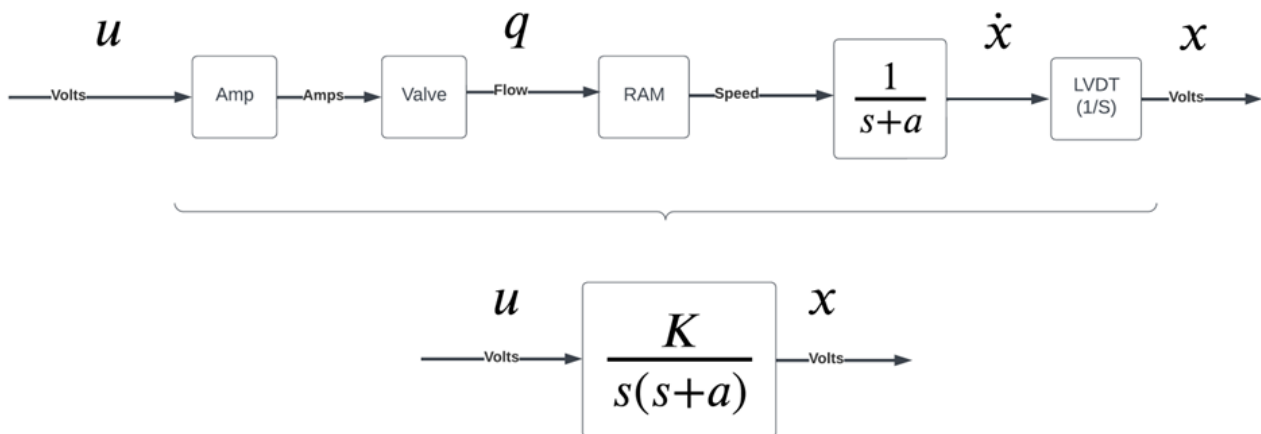 u q ẋ x
Volts Amp Amps Valve Flow RAM Speed 1/(s+a) LVDT (1/S) Volts
u x
Volts K/(s(s+a)) Volts